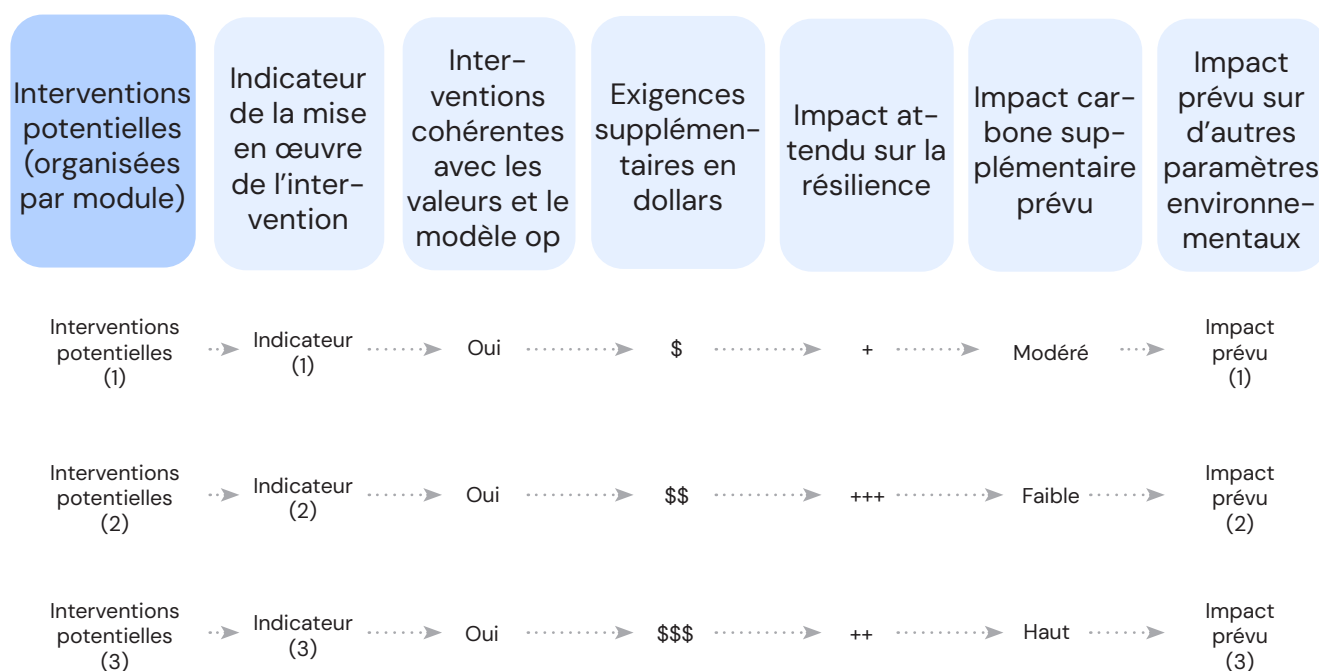 Interventions
potentielles
(organisées
par module)
Indicateur
de la mise
en œuvre
de l'inter-
vention
Inter-
ventions
cohérentes
avec les
valeurs et le
modèle op
Exigences
supplémen-
taires en
dollars
Impact at-
tendu sur la
résilience
Impact car-
bone sup-
plémentaire
prévu
Impact
prévu sur
d'autres
paramètres
environne-
mentaux
Interventions
potentielles
(1)
Indicateur
(1)
Oui
$
+
Modéré
Impact
prévu
(1)
Interventions
potentielles
(2)
Indicateur
(2)
Oui
$$
+++
Faible
Impact
prévu
(2)
Interventions
potentielles
(3)
Indicateur
(3)
Oui
$$$
++
Haut
Impact
prévu
(3)